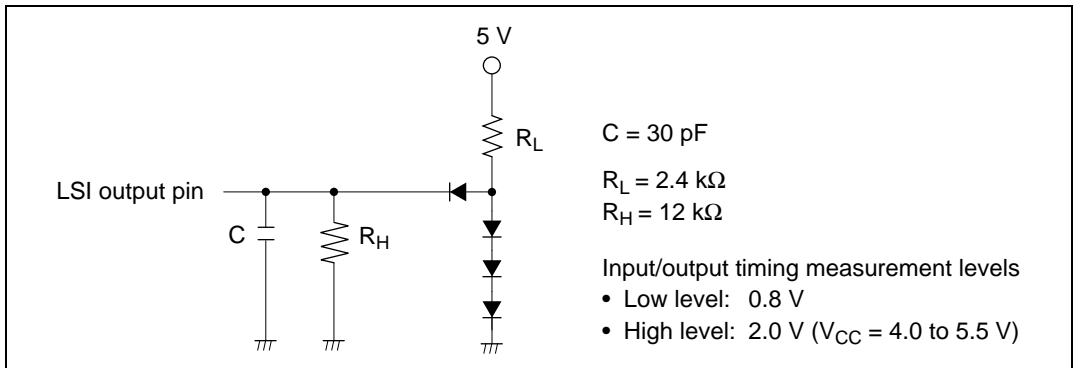 5 V
R_L
LSI output pin
C
R_H
C = 30 pF
R_L = 2.4 kΩ
R_H = 12 kΩ
Input/output timing measurement levels
• Low level: 0.8 V
• High level: 2.0 V (V_CC = 4.0 to 5.5 V)